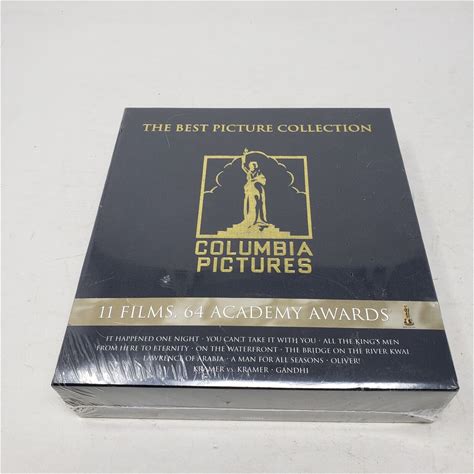 THE BEST PICTURE COLLECTION
COLUMBIA
PICTURES
11 FILMS, 64 ACADEMY AWARDS
IT HAPPENED ONE NIGHT · YOU CAN'T TAKE IT WITH YOU · ALL THE KING'S MEN
FROM HERE TO ETERNITY · ON THE WATERFRONT · THE BRIDGE ON THE RIVER KWAI
LAWRENCE OF ARABIA · A MAN FOR ALL SEASONS · OLIVER!
KRAMER vs. KRAMER · GANDHI